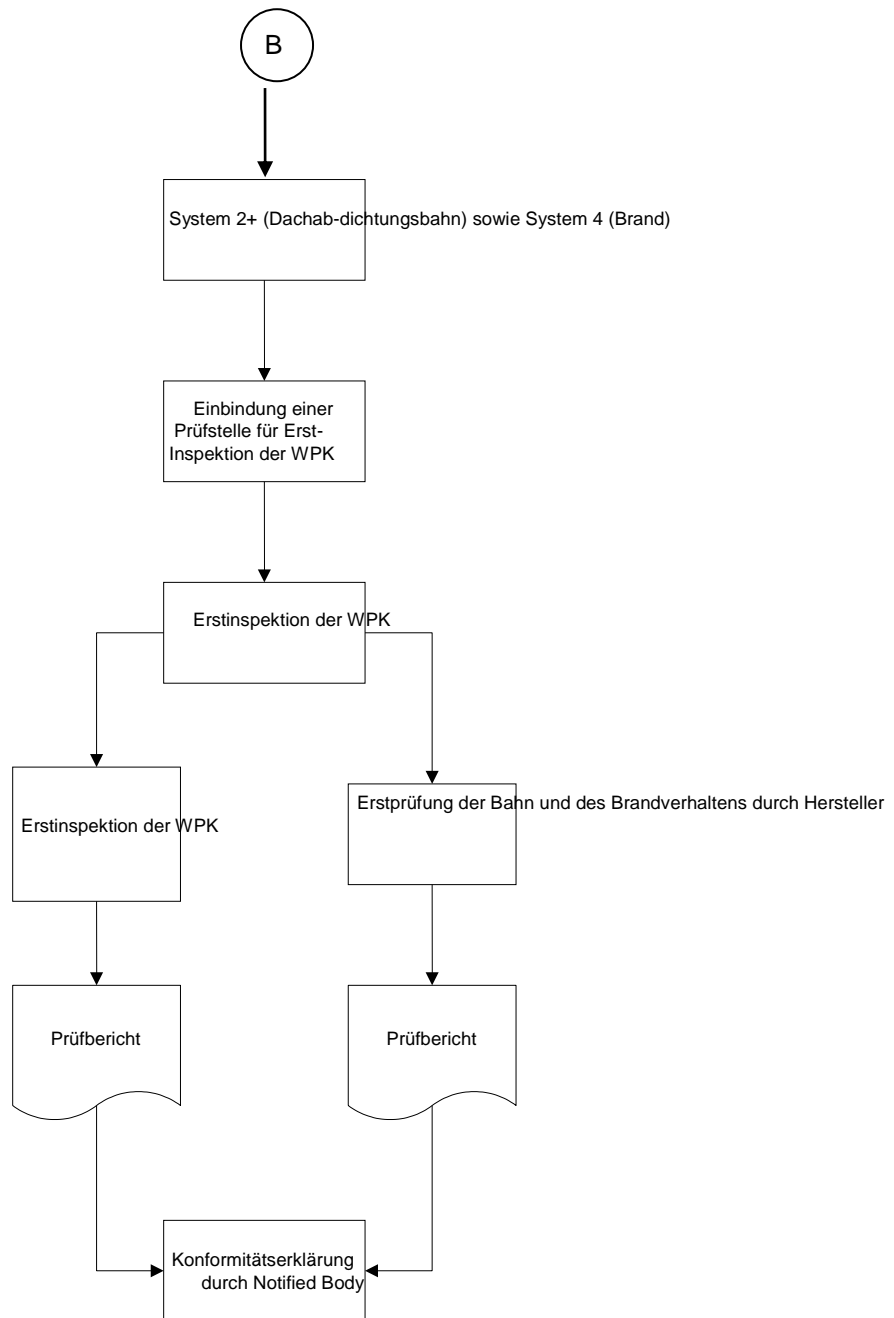 B
System 2+ (Dachab-dichtungsbahn) sowie System 4 (Brand)
Einbindung einer
Prüfstelle für Erst-
Inspektion der WPK
Erstinspektion der WPK
Erstinspektion der WPK
Erstprüfung der Bahn und des Brandverhaltens durch Hersteller
Prüfbericht
Prüfbericht
Konformitätserklärung
durch Notified Body